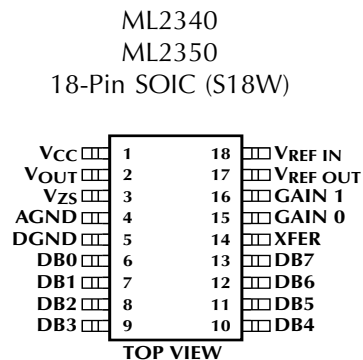 ML2340
ML2350
18-Pin SOIC (S18W)
VCC 1 18 VREF IN
VOUT 2 17 VREF OUT
VZS 3 16 GAIN 1
AGND 4 15 GAIN 0
DGND 5 14 XFER
DB0 6 13 DB7
DB1 7 12 DB6
DB2 8 11 DB5
DB3 9 10 DB4
TOP VIEW